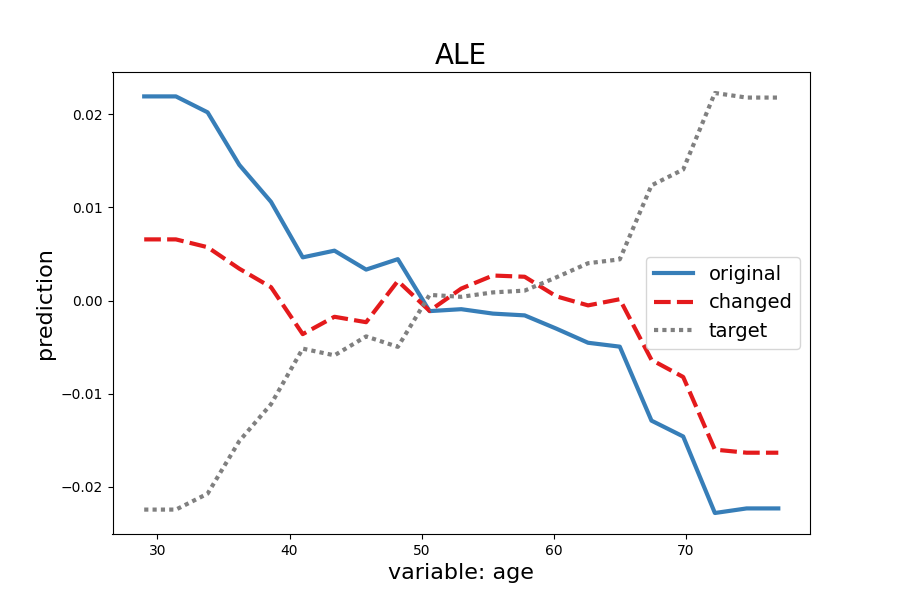 ALE
prediction
0.02
0.01
0.00
−0.01
−0.02
original
changed
target
30 40 50 60 70
variable: age